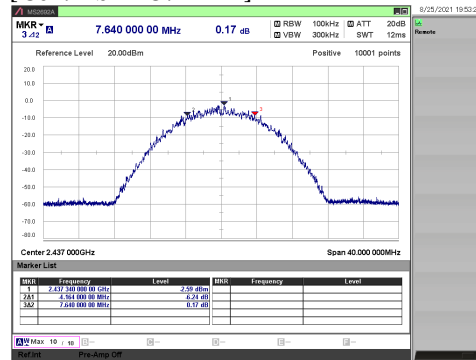 MS2692A
8/25/2021 19:53:2
MKR
3 Δ2
7.640 000 00 MHz
0.17 dB
RBW 100kHz
ATT 20dB
VBW 300kHz
SWT 12ms
Remote
Reference Level 20.00dBm
Positive 10001 points
20.0
10.0
0.0
-10.0
-20.0
-30.0
-40.0
-50.0
-60.0
-70.0
-80.0
1
2
3
Center 2.437 000GHz
Span 40.000 000MHz
Marker List
MKR Frequency Level MKR Frequency Level
1 2.437 340 000 00 GHz -2.59 dBm
2Δ1 -4.164 000 00 MHz -6.24 dB
3Δ2 7.640 000 00 MHz 0.17 dB
Max 10 / 10
Ref.Int Pre-Amp Off